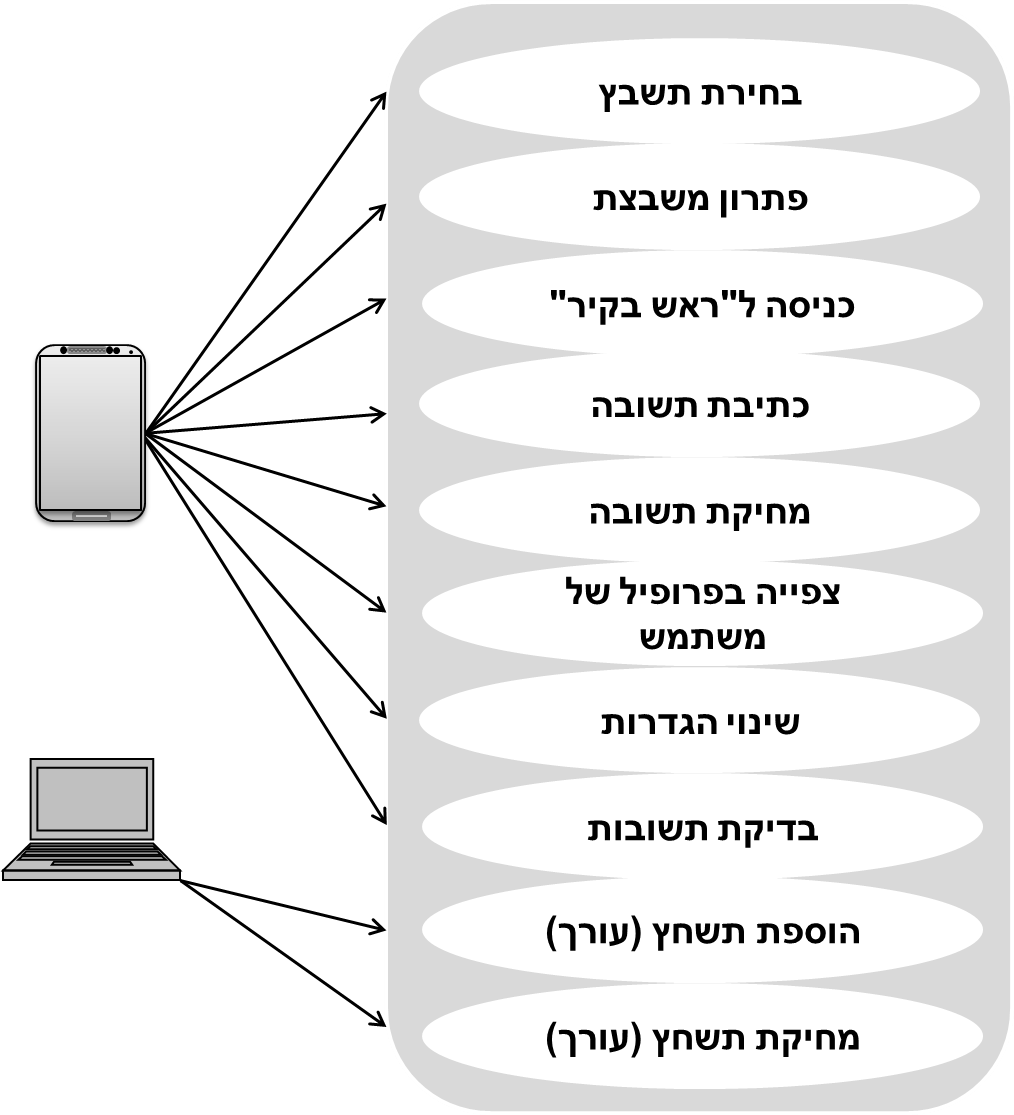 בחירת תשבץ
פתרון משבצת
כניסה ל"ראש בקיר"
כתיבת תשובה
מחיקת תשובה
צפייה בפרופיל של
משתמש
שינוי הגדרות
בדיקת תשובות
הוספת תשחץ (עורך)
מחיקת תשחץ (עורך)